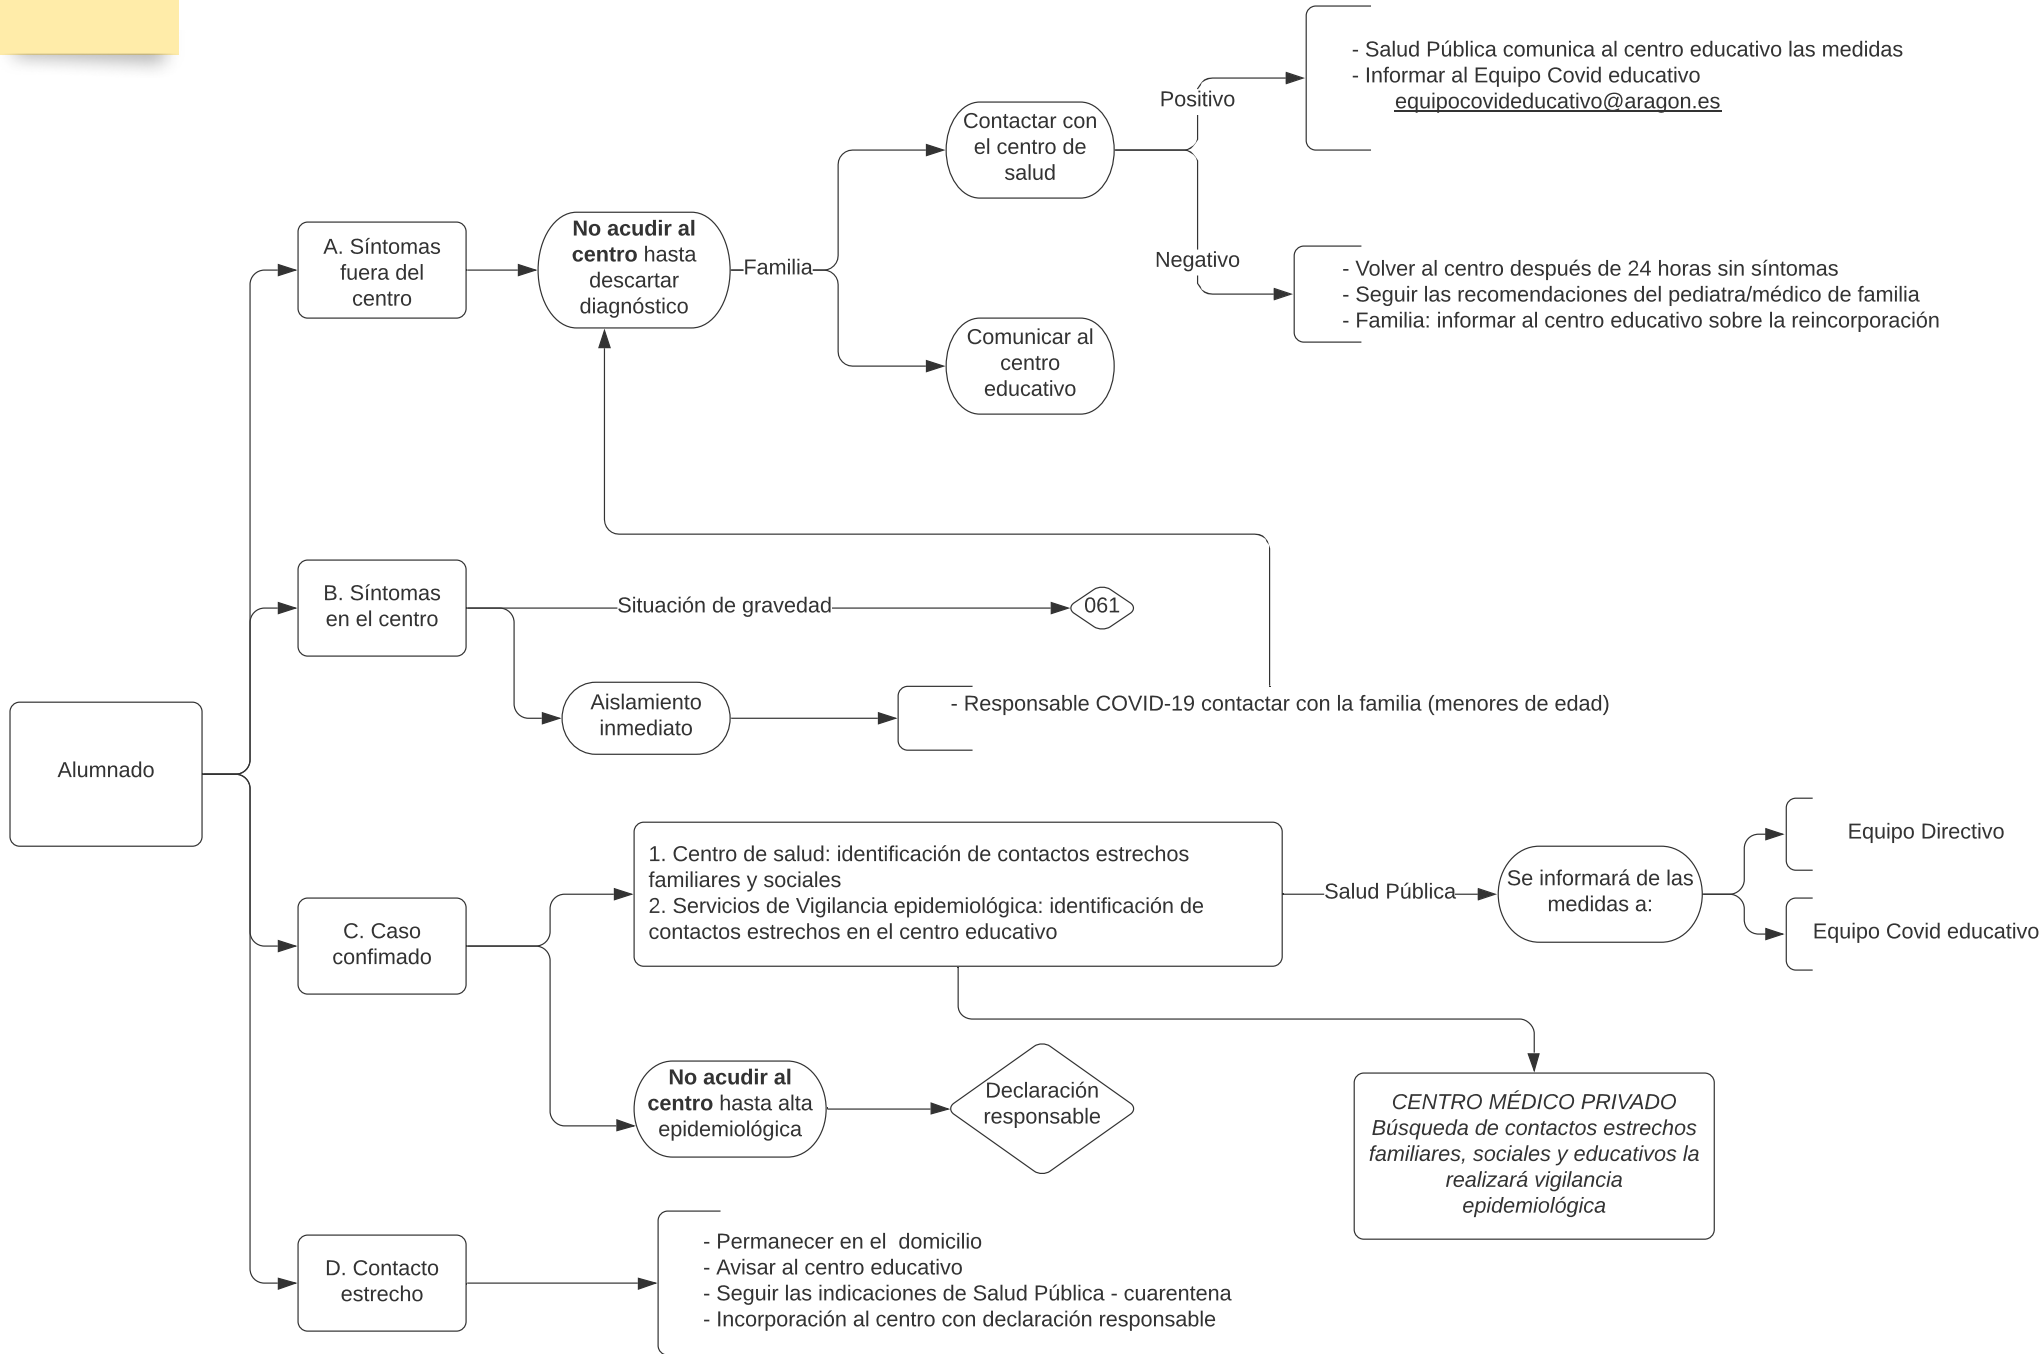 - Salud Pública comunica al centro educativo las medidas
- Informar al Equipo Covid educativo
equipocovideducativo@aragon.es
Positivo
Contactar con
el centro de
salud
A. Síntomas
fuera del
centro
No acudir al
centro hasta
descartar
diagnóstico
Familia
Negativo
- Volver al centro después de 24 horas sin síntomas
- Seguir las recomendaciones del pediatra/médico de familia
- Familia: informar al centro educativo sobre la reincorporación
Comunicar al
centro
educativo
B. Síntomas
en el centro
Situación de gravedad
061
Aislamiento
inmediato
- Responsable COVID-19 contactar con la familia (menores de edad)
Alumnado
C. Caso
confimado
1. Centro de salud: identificación de contactos estrechos
familiares y sociales
2. Servicios de Vigilancia epidemiológica: identificación de
contactos estrechos en el centro educativo
Salud Pública
Se informará de las
medidas a:
Equipo Directivo
Equipo Covid educativo
No acudir al
centro hasta alta
epidemiológica
Declaración
responsable
CENTRO MÉDICO PRIVADO
Búsqueda de contactos estrechos
familiares, sociales y educativos la
realizará vigilancia
epidemiológica
D. Contacto
estrecho
- Permanecer en el  domicilio
- Avisar al centro educativo
- Seguir las indicaciones de Salud Pública - cuarentena
- Incorporación al centro con declaración responsable